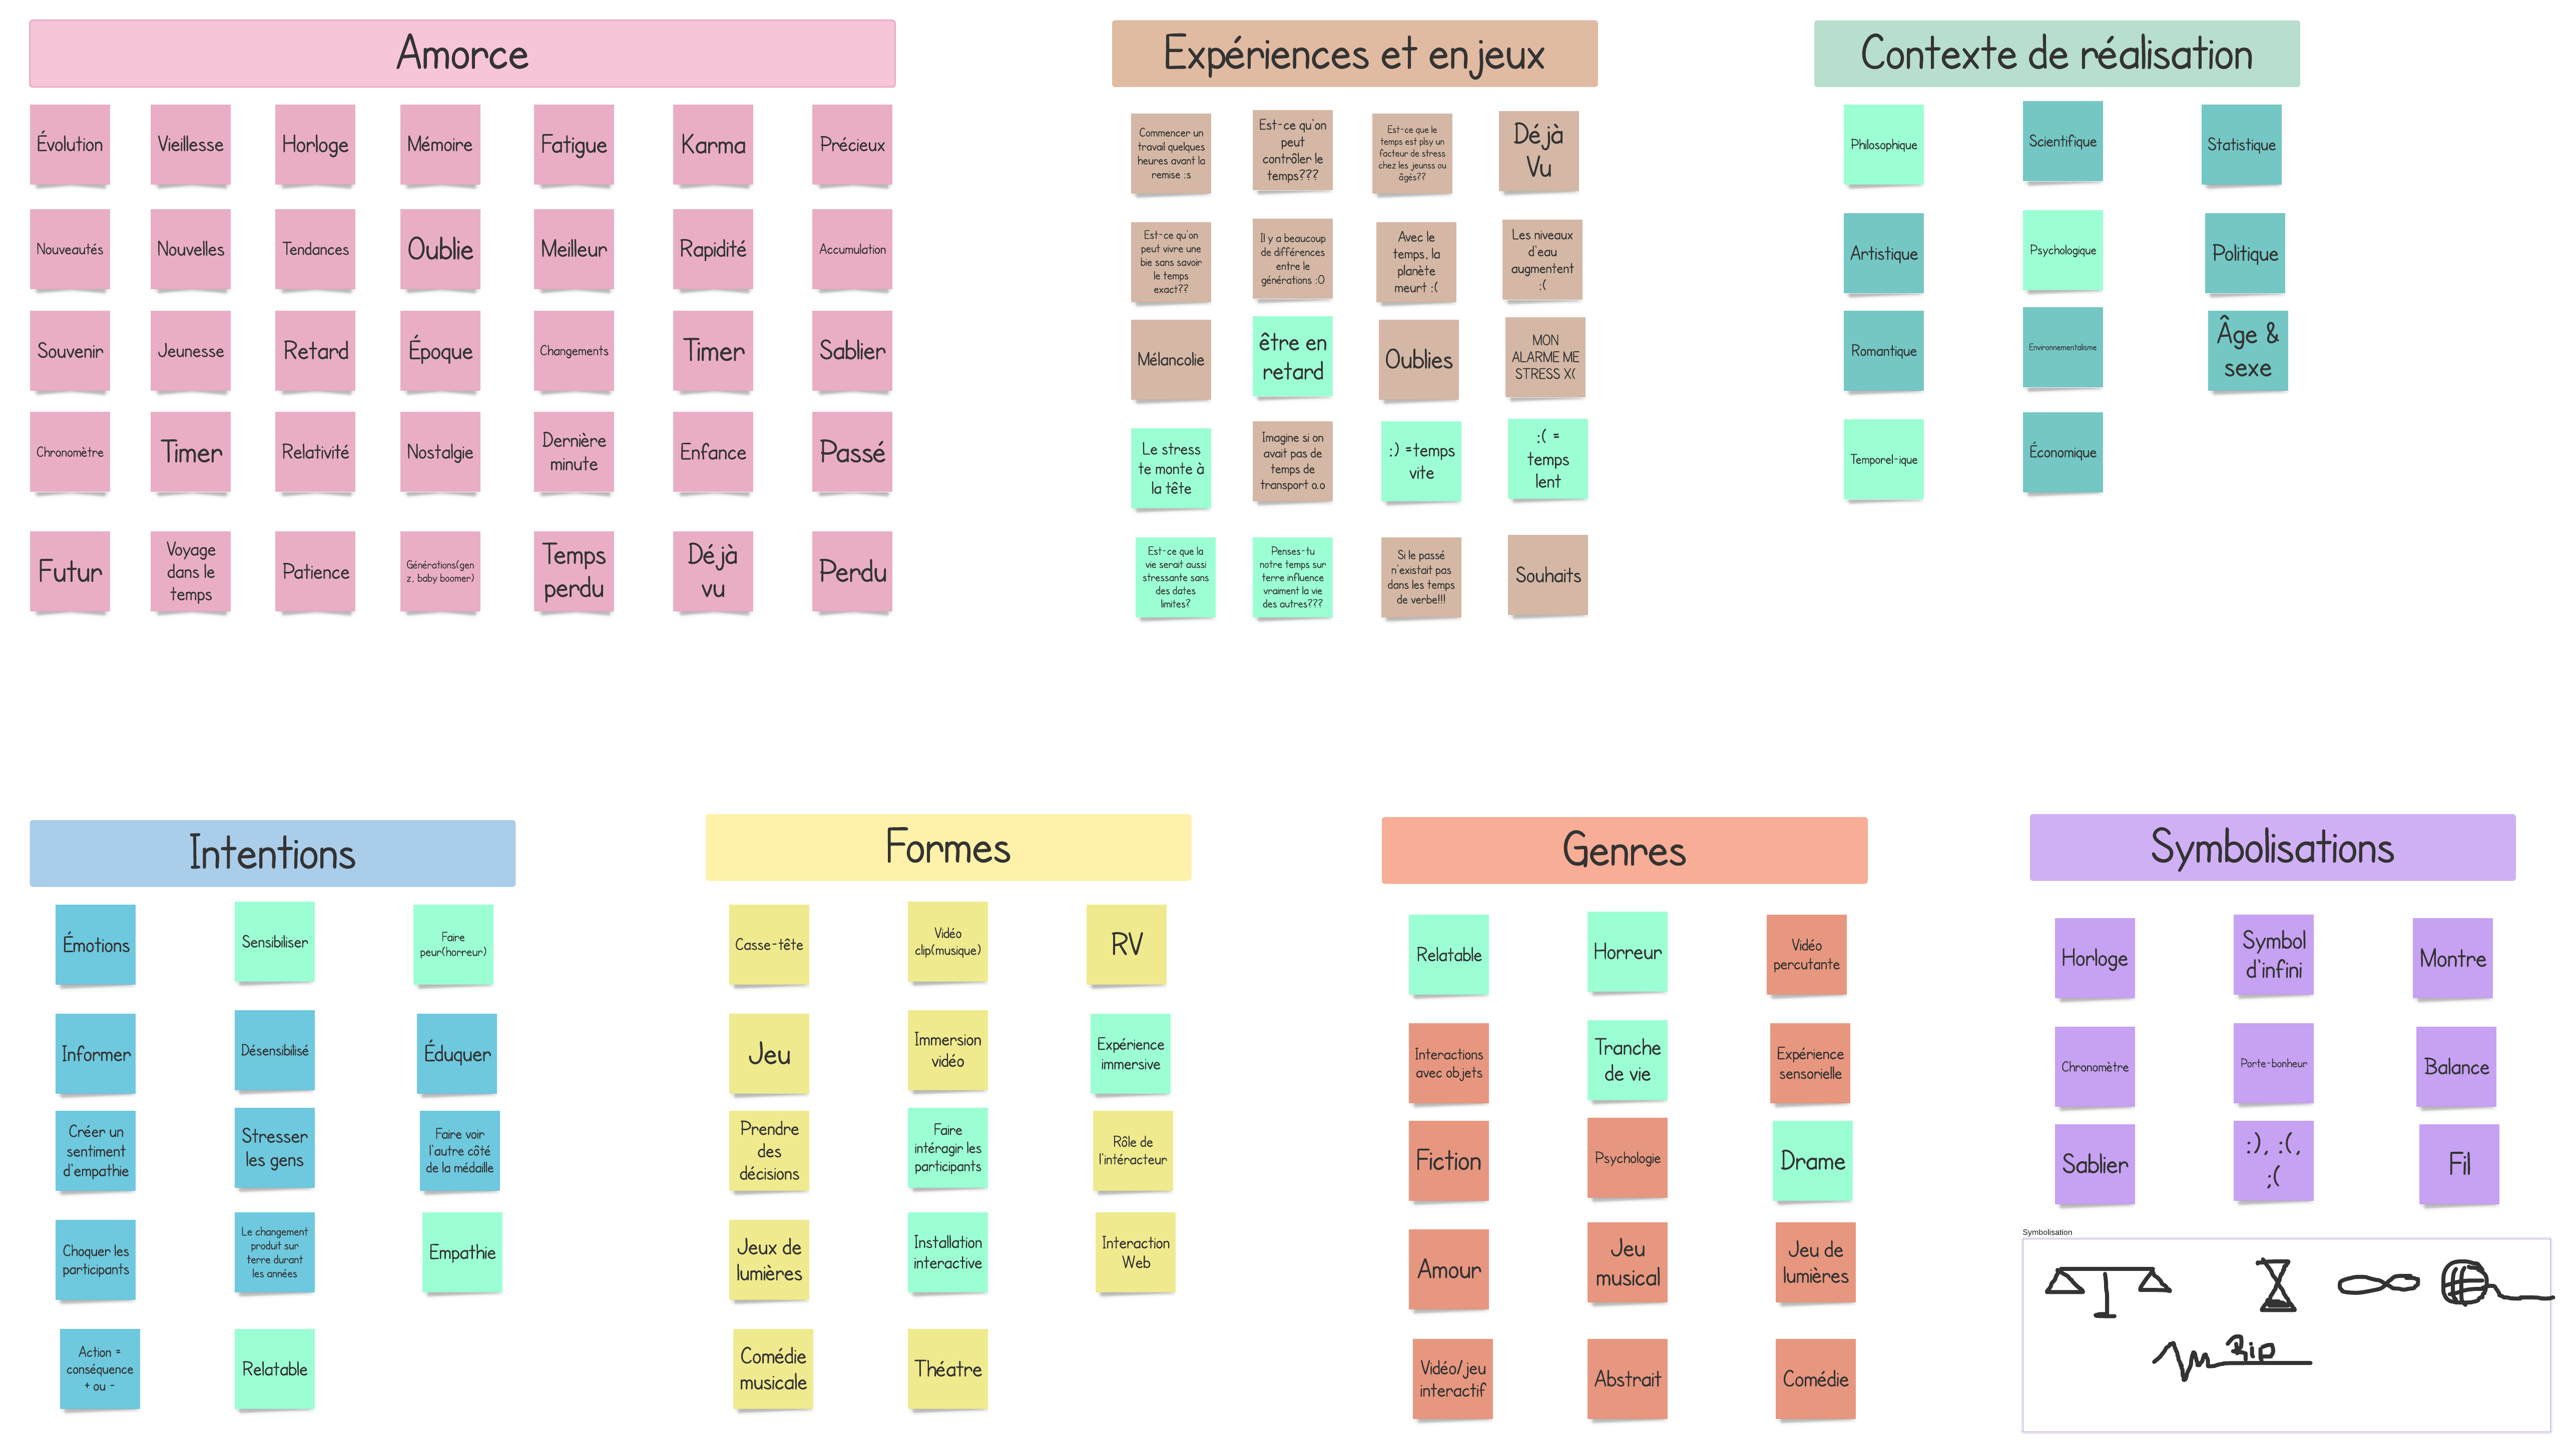 Amorce
Évolution
Vieillesse
Horloge
Mémoire
Fatigue
Karma
Précieux
Nouveautés
Nouvelles
Tendances
Oublie
Meilleur
Rapidité
Accumulation
Souvenir
Jeunesse
Retard
Époque
Changements
Timer
Sablier
Chronomètre
Timer
Relativité
Nostalgie
Dernière
minute
Enfance
Passé
Futur
Voyage
dans le
temps
Patience
Générations(gen
z, baby boomer)
Temps
perdu
Déjà
vu
Perdu
Expériences et enjeux
Commencer un
travail quelques
heures avant la
remise :s
Est-ce qu'on
peut
contrôler le
temps???
Est-ce que le
temps est plsy un
facteur de stress
chez les jeunss ou
âgés??
Déjà
Vu
Est-ce qu'on
peut vivre une
bie sans savoir
le temps
exact??
Il y a beaucoup
de différences
entre le
générations :O
Avec le
temps, la
planète
meurt :(
Les niveaux
d'eau
augmentent
:(
Mélancolie
être en
retard
Oublies
MON
ALARME ME
STRESS X(
Le stress
te monte à
la tête
Imagine si on
avait pas de
temps de
transport o.o
:) =temps
vite
:( =
temps
lent
Est-ce que la
vie serait aussi
stressante sans
des dates
limites?
Penses-tu
notre temps sur
terre influence
vraiment la vie
des autres???
Si le passé
n'existait pas
dans les temps
de verbe!!!
Souhaits
Contexte de réalisation
Philosophique
Scientifique
Statistique
Artistique
Psychologique
Politique
Romantique
Environnementalisme
Âge &
sexe
Temporel-ique
Économique
Intentions
Émotions
Sensibiliser
Faire
peur(horreur)
Informer
Désensibilisé
Éduquer
Créer un
sentiment
d'empathie
Stresser
les gens
Faire voir
l'autre côté
de la médaille
Choquer les
participants
Le changement
produit sur
terre durant
les années
Empathie
Action =
conséquence
+ ou -
Relatable
Formes
Casse-tête
Vidéo
clip(musique)
RV
Jeu
Immersion
vidéo
Expérience
immersive
Prendre
des
décisions
Faire
intéragir les
participants
Rôle de
l'intéracteur
Jeux de
lumières
Installation
interactive
Interaction
Web
Comédie
musicale
Théatre
Genres
Relatable
Horreur
Vidéo
percutante
Interactions
avec objets
Tranche
de vie
Expérience
sensorielle
Fiction
Psychologie
Drame
Amour
Jeu
musical
Jeu de
lumières
Vidéo/jeu
interactif
Abstrait
Comédie
Symbolisations
Horloge
Symbol
d'infini
Montre
Chronomètre
Porte-bonheur
Balance
Sablier
:), :(,
;(
Fil
Symbolisation
Rip